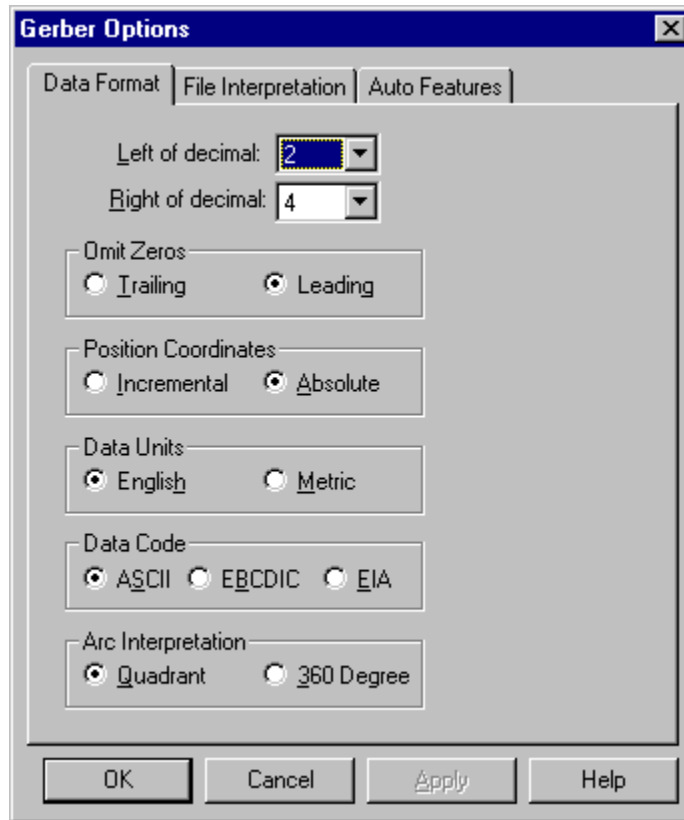 Gerber Options
Data Format File Interpretation Auto Features
Left of decimal: 2
Right of decimal: 4
Omit Zeros
Trailing Leading
Position Coordinates
Incremental Absolute
Data Units
English Metric
Data Code
ASCII EBCDIC EIA
Arc Interpretation
Quadrant 360 Degree
OK Cancel Apply Help